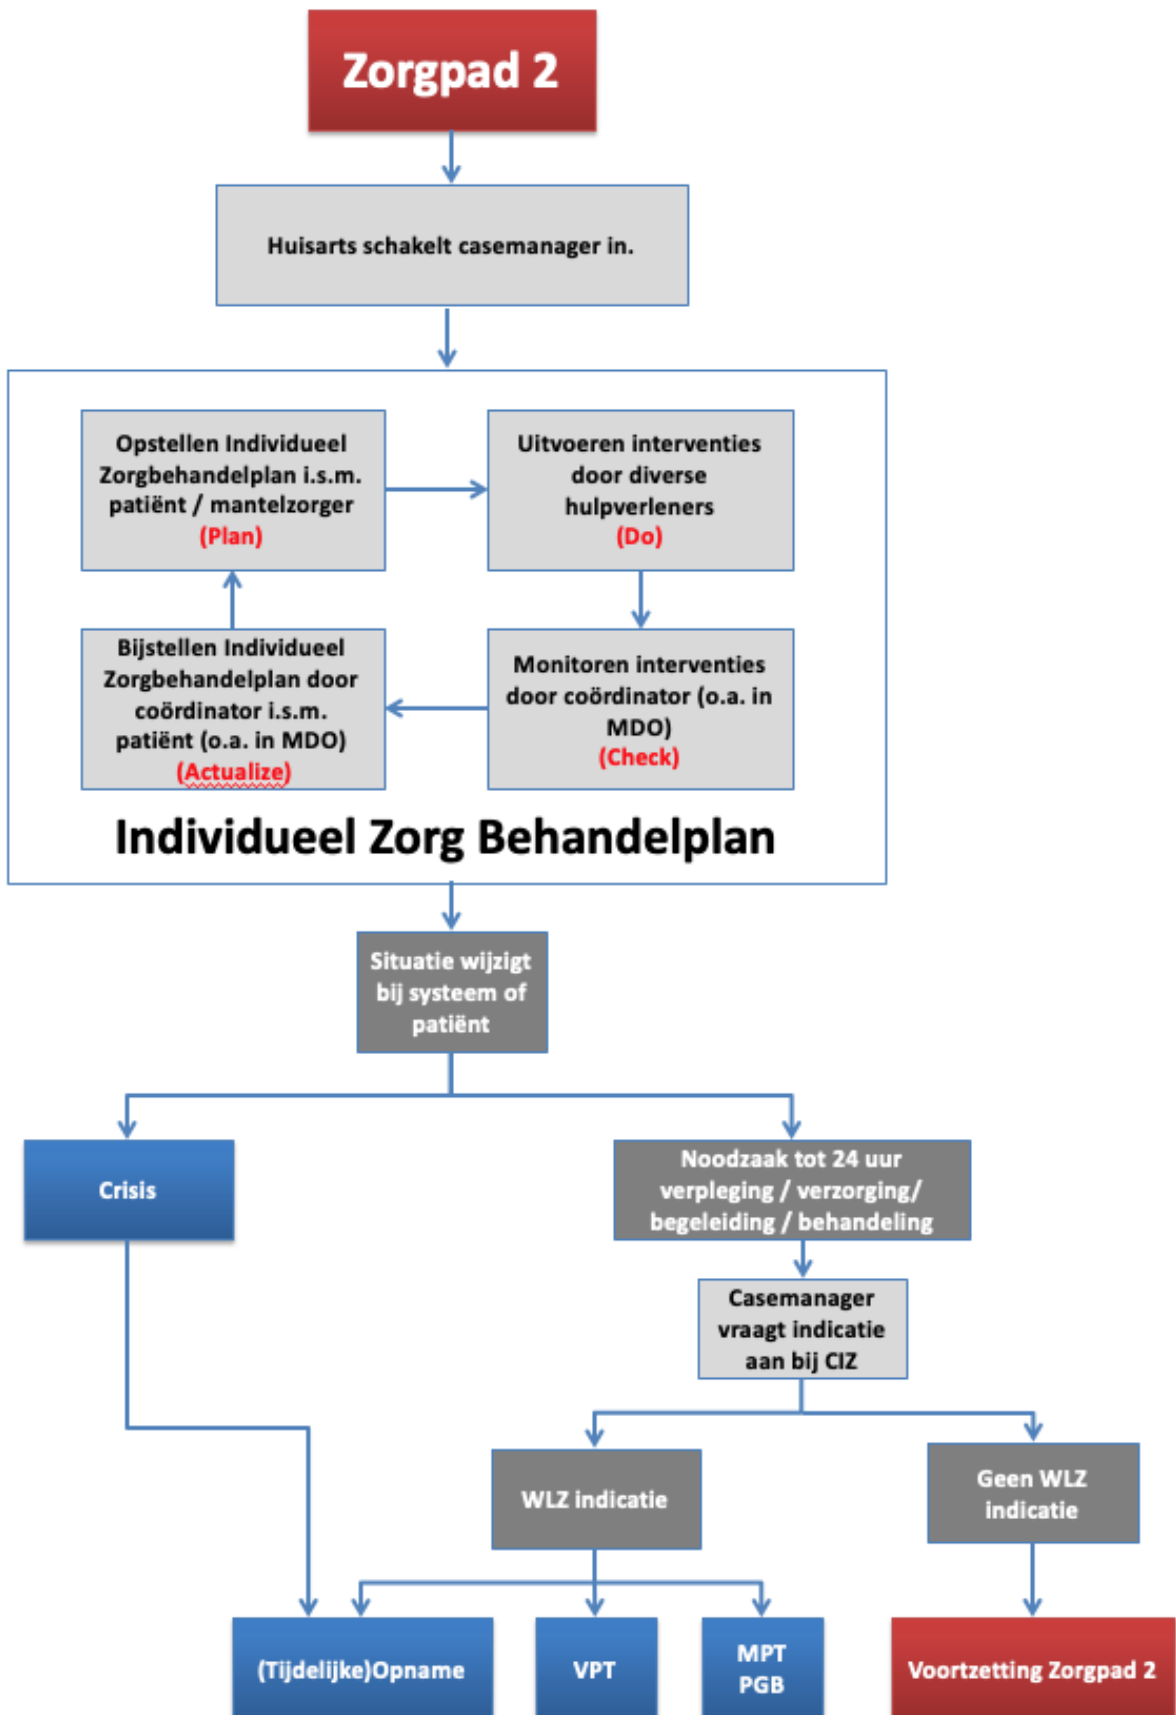 Zorgpad 2
Huisarts schakelt casemanager in.
Opstellen Individueel
Zorgbehandelplan i.s.m.
patiënt / mantelzorger
(Plan)
Uitvoeren interventies
door diverse
hulpverleners
(Do)
Bijstellen Individueel
Zorgbehandelplan door
coördinator i.s.m.
patiënt (o.a. in MDO)
(Actualize)
Monitoren interventies
door coördinator (o.a. in
MDO)
(Check)
Individueel Zorg Behandelplan
Situatie wijzigt
bij systeem of
patiënt
Crisis
Noodzaak tot 24 uur
verpleging / verzorging/
begeleiding / behandeling
Casemanager
vraagt indicatie
aan bij CIZ
WLZ indicatie
Geen WLZ
indicatie
(Tijdelijke)Opname
VPT
MPT
PGB
Voortzetting Zorgpad 2